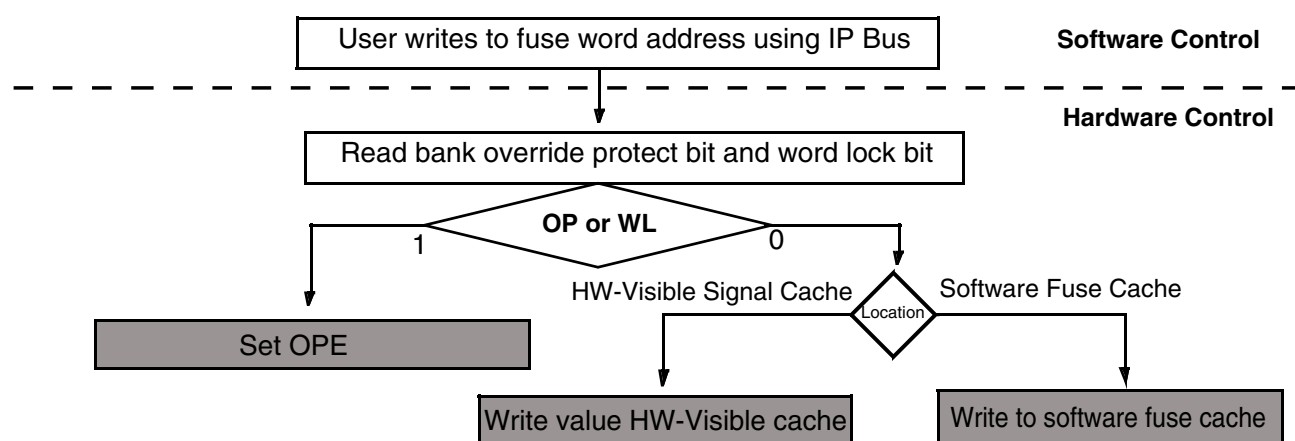 User writes to fuse word address using IP Bus
Software Control
Hardware Control
Read bank override protect bit and word lock bit
OP or WL
1
0
HW-Visible Signal Cache
Software Fuse Cache
Location
Set OPE
Write value HW-Visible cache
Write to software fuse cache